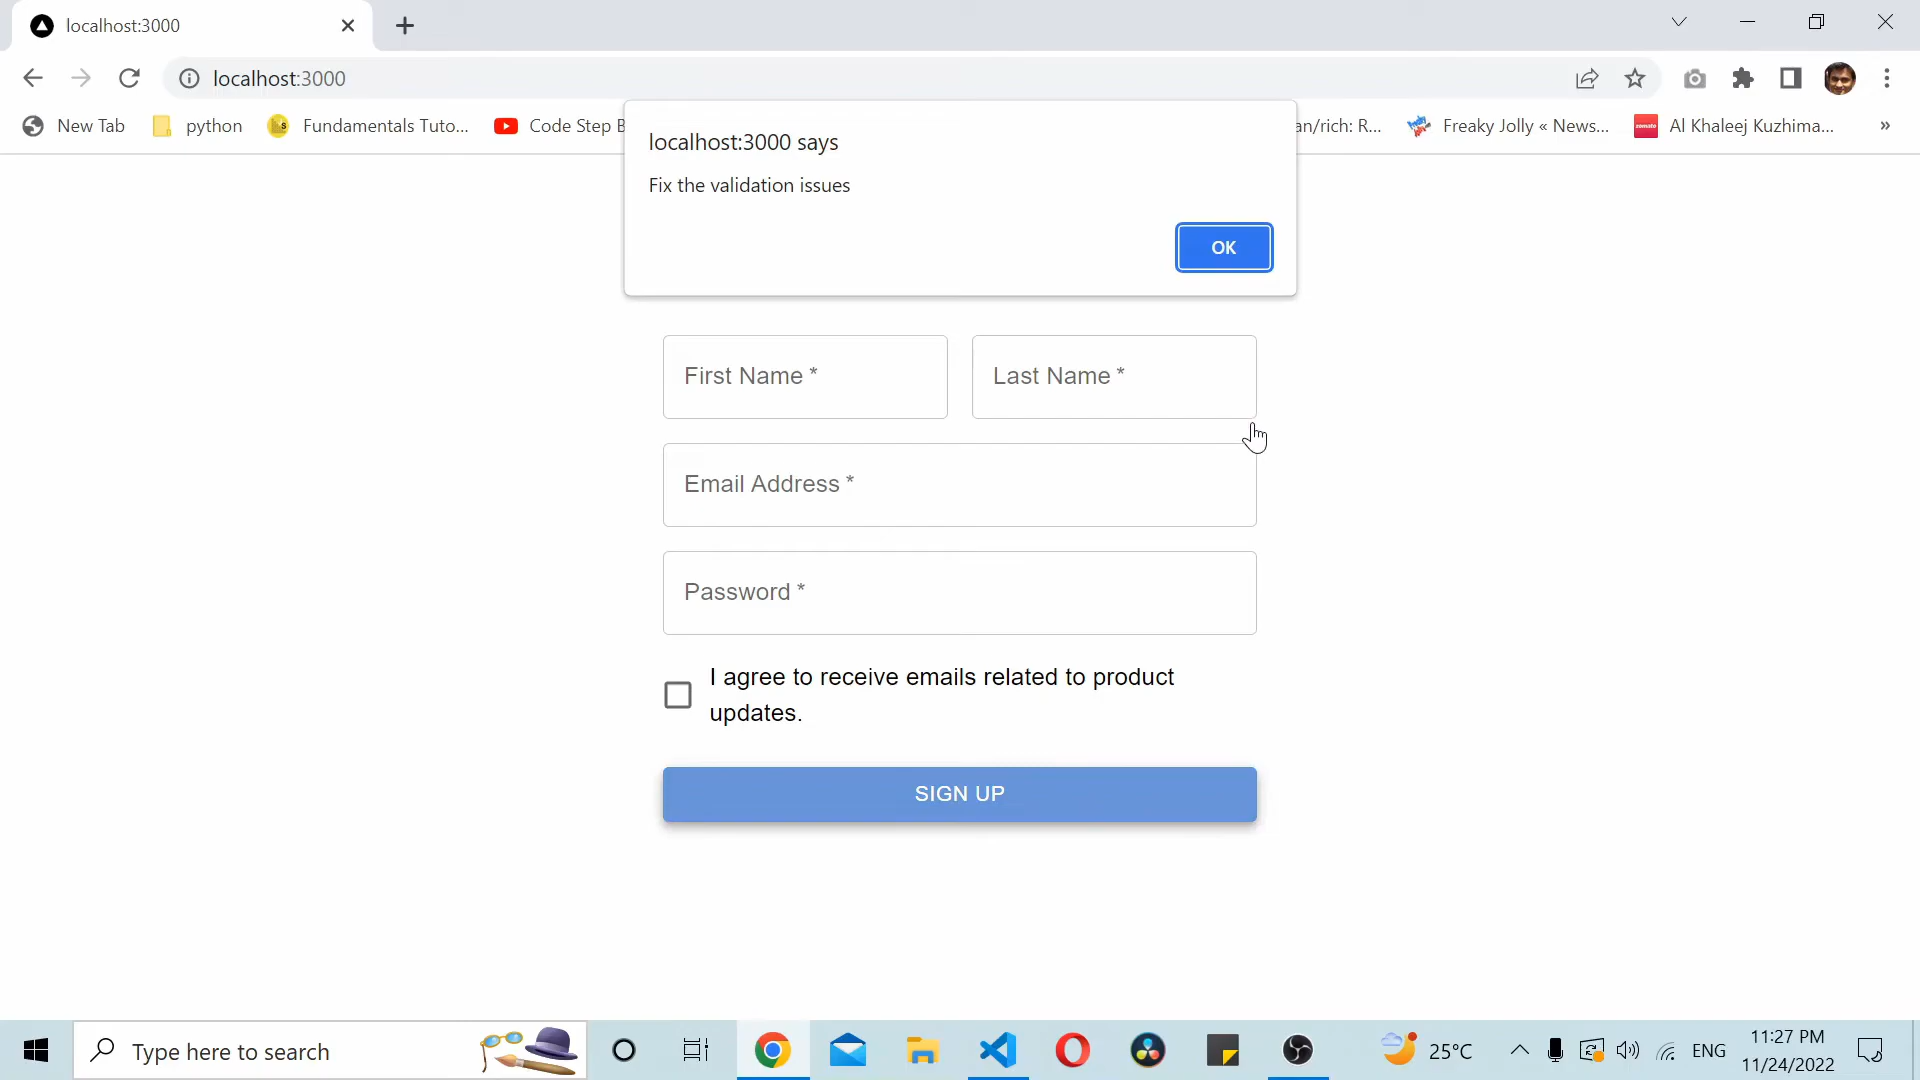 localhost:3000
localhost:3000
New Tab
python
Fundamentals Tuto...
Code Step B
an/rich: R...
Freaky Jolly « News...
zomato
Al Khaleej Kuzhima...
»
localhost:3000 says
Fix the validation issues
OK
First Name *
Last Name *
Email Address *
Password *
I agree to receive emails related to product
updates.
SIGN UP
Type here to search
25°C
ENG
11:27 PM
11/24/2022